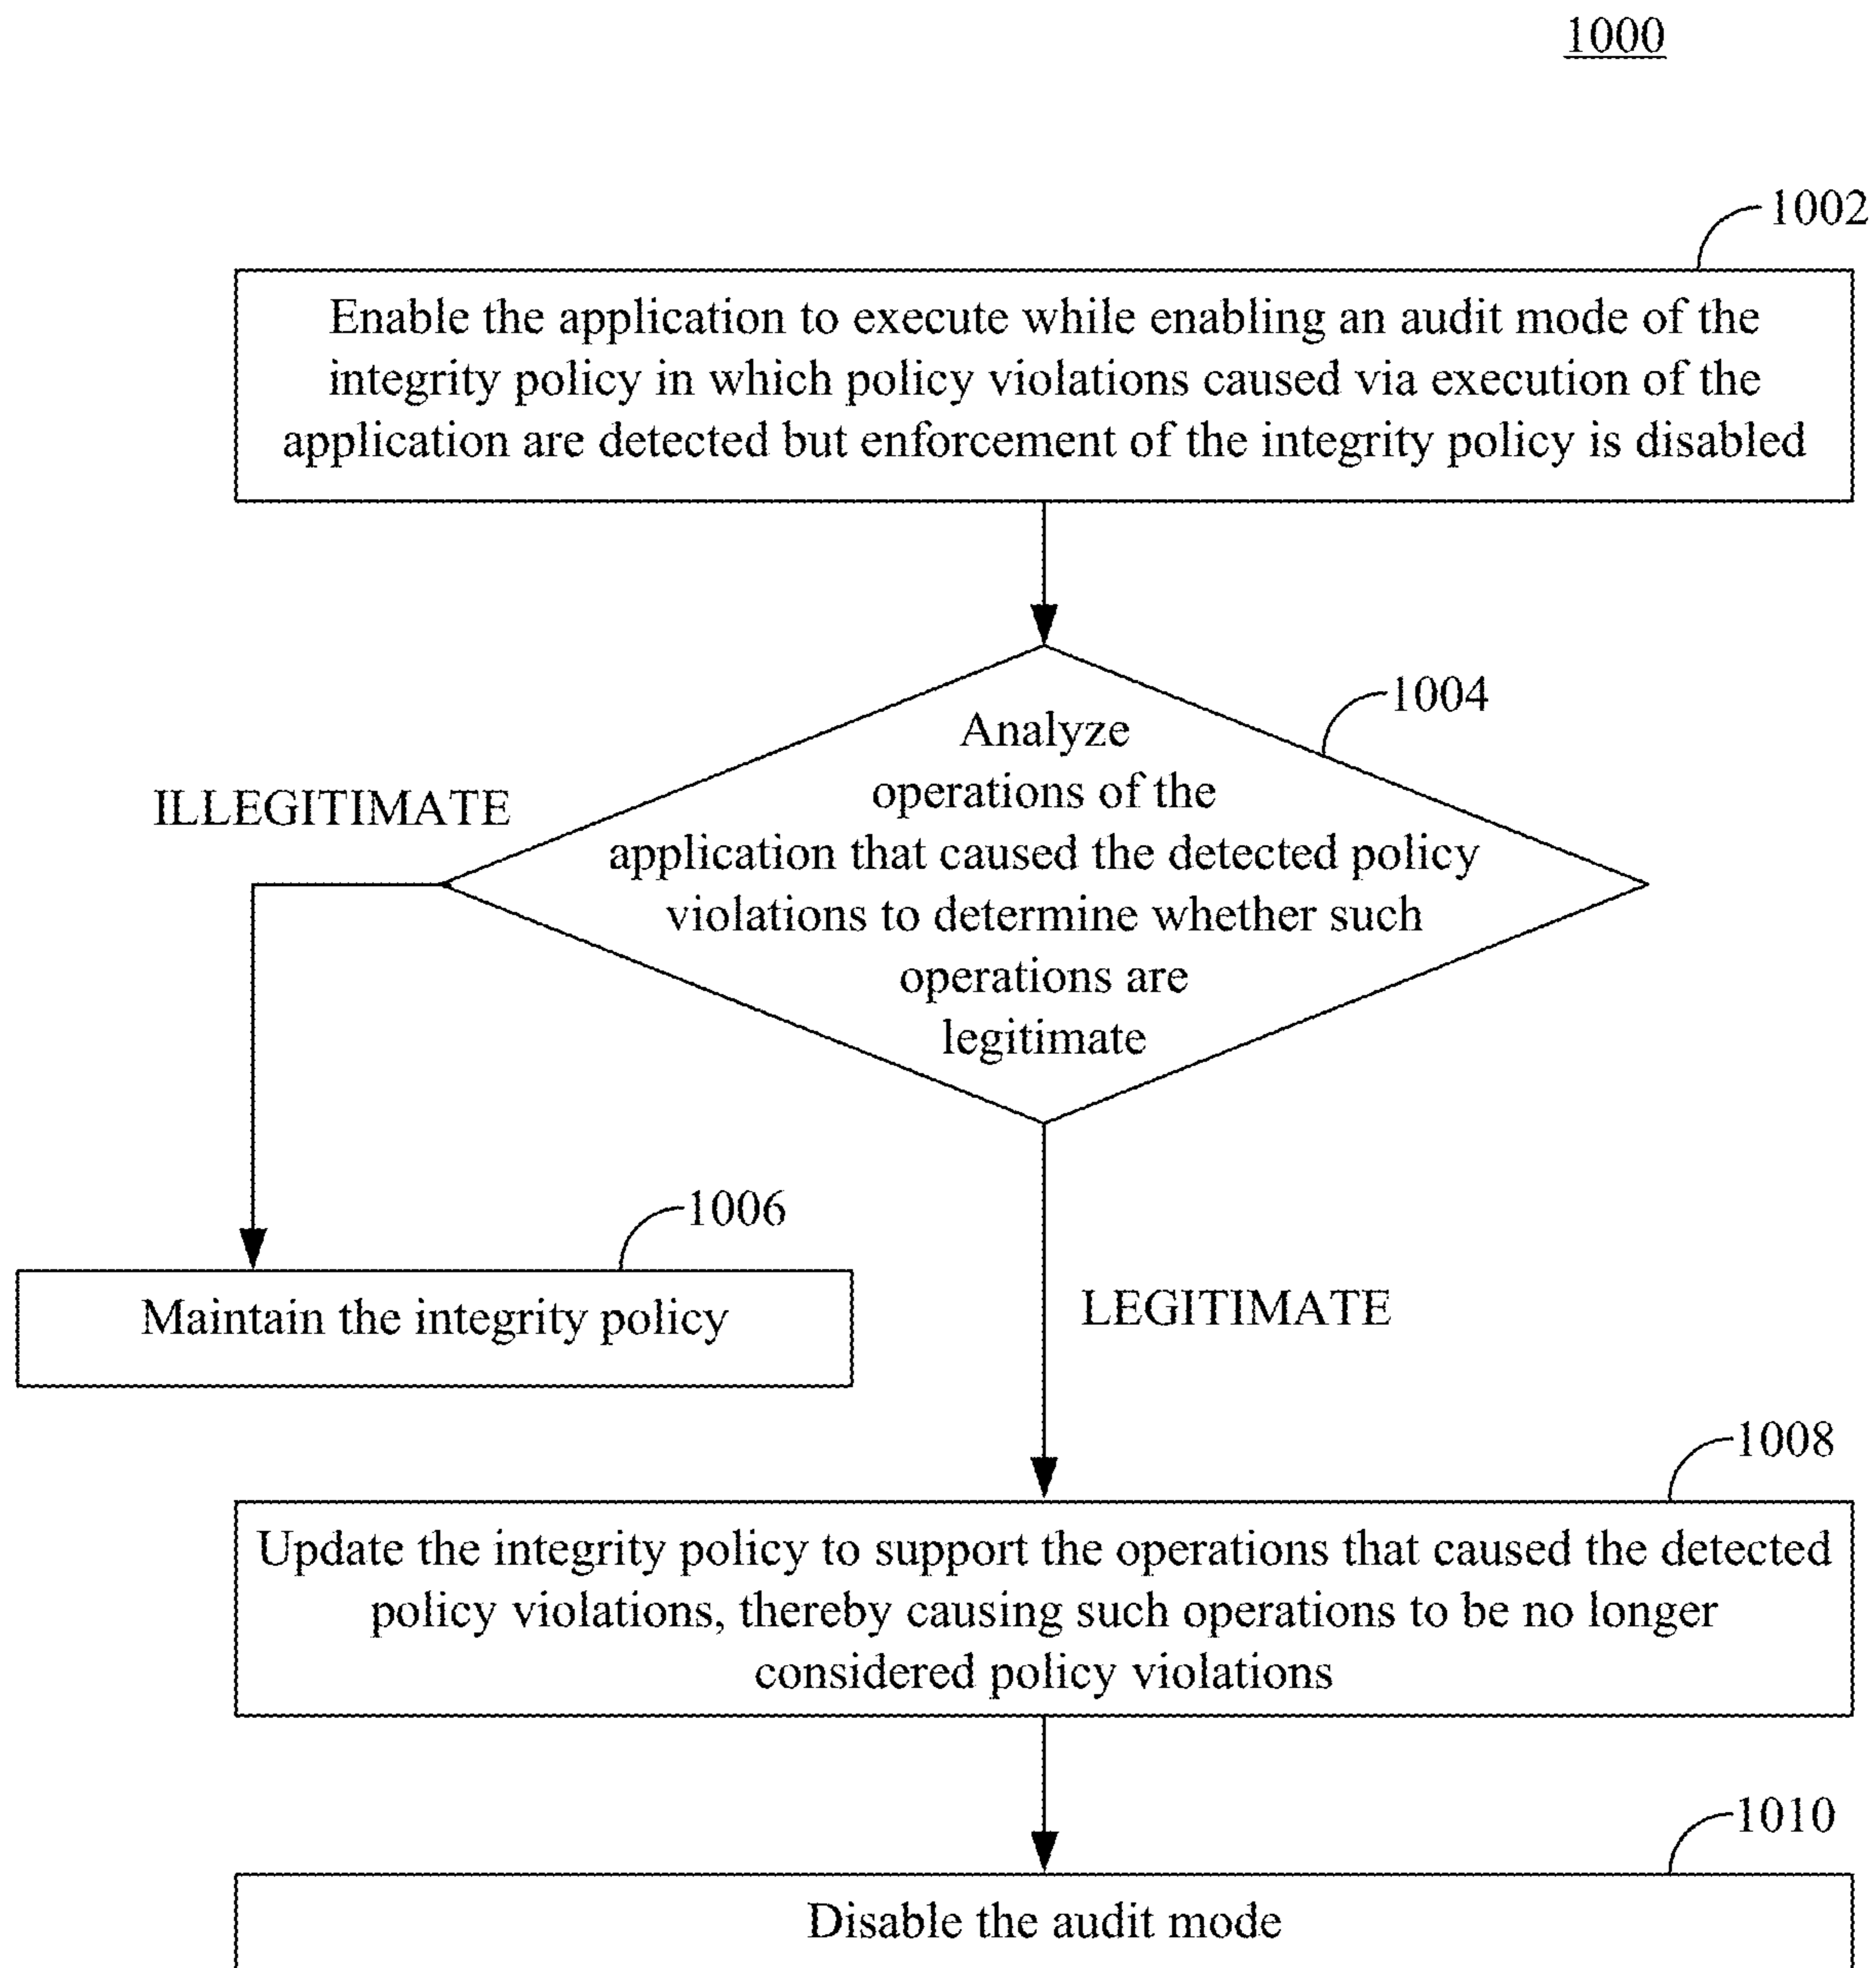 1000
1002
Enable the application to execute while enabling an audit mode of the
integrity policy in which policy violations caused via execution of the
application are detected but enforcement of the integrity policy is disabled
1004
Analyze
operations of the
application that caused the detected policy
violations to determine whether such
operations are
legitimate
ILLEGITIMATE
1006
Maintain the integrity policy
LEGITIMATE
1008
Update the integrity policy to support the operations that caused the detected
policy violations, thereby causing such operations to be no longer
considered policy violations
1010
Disable the audit mode